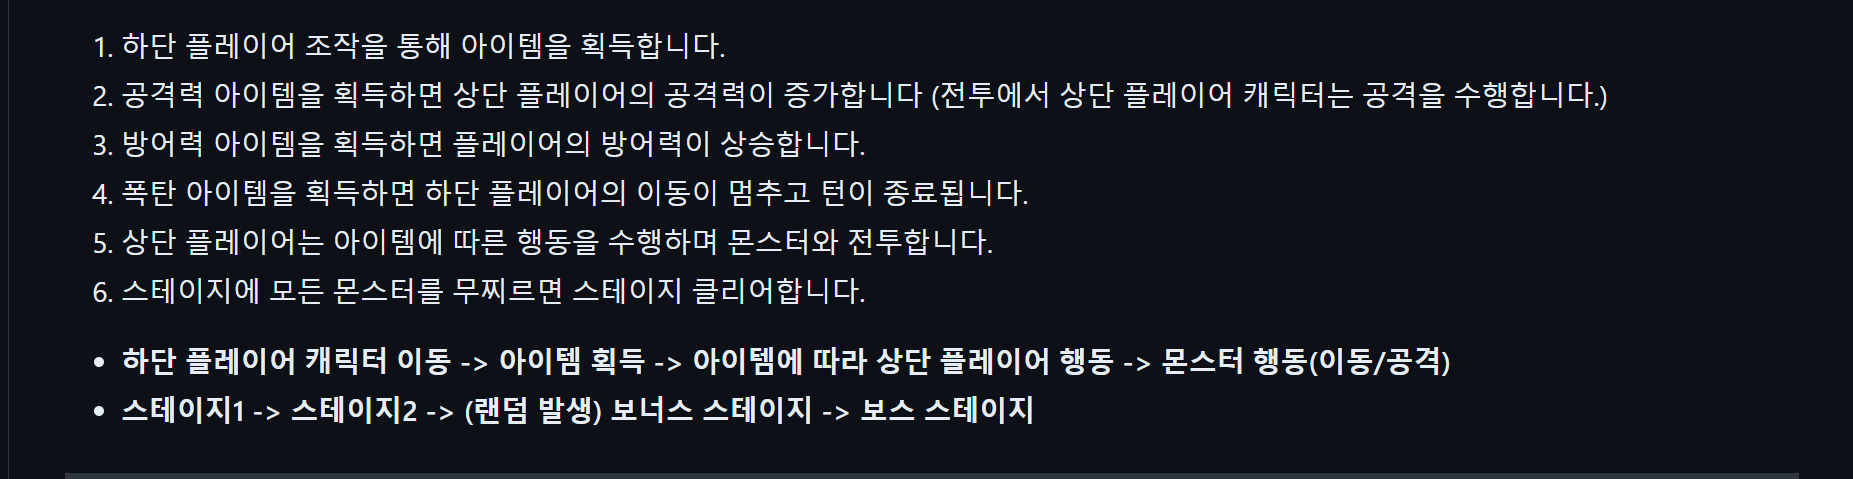 1. 하단 플레이어 조작을 통해 아이템을 획득합니다.
2. 공격력 아이템을 획득하면 상단 플레이어의 공격력이 증가합니다 (전투에서 상단 플레이어 캐릭터는 공격을 수행합니다.)
3. 방어력 아이템을 획득하면 플레이어의 방어력이 상승합니다.
4. 폭탄 아이템을 획득하면 하단 플레이어의 이동이 멈추고 턴이 종료됩니다.
5. 상단 플레이어는 아이템에 따른 행동을 수행하며 몬스터와 전투합니다.
6. 스테이지에 모든 몬스터를 무찌르면 스테이지 클리어합니다.
• 하단 플레이어 캐릭터 이동 -> 아이템 획득 -> 아이템에 따라 상단 플레이어 행동 -> 몬스터 행동(이동/공격)
• 스테이지1 -> 스테이지2 -> (랜덤 발생) 보너스 스테이지 -> 보스 스테이지